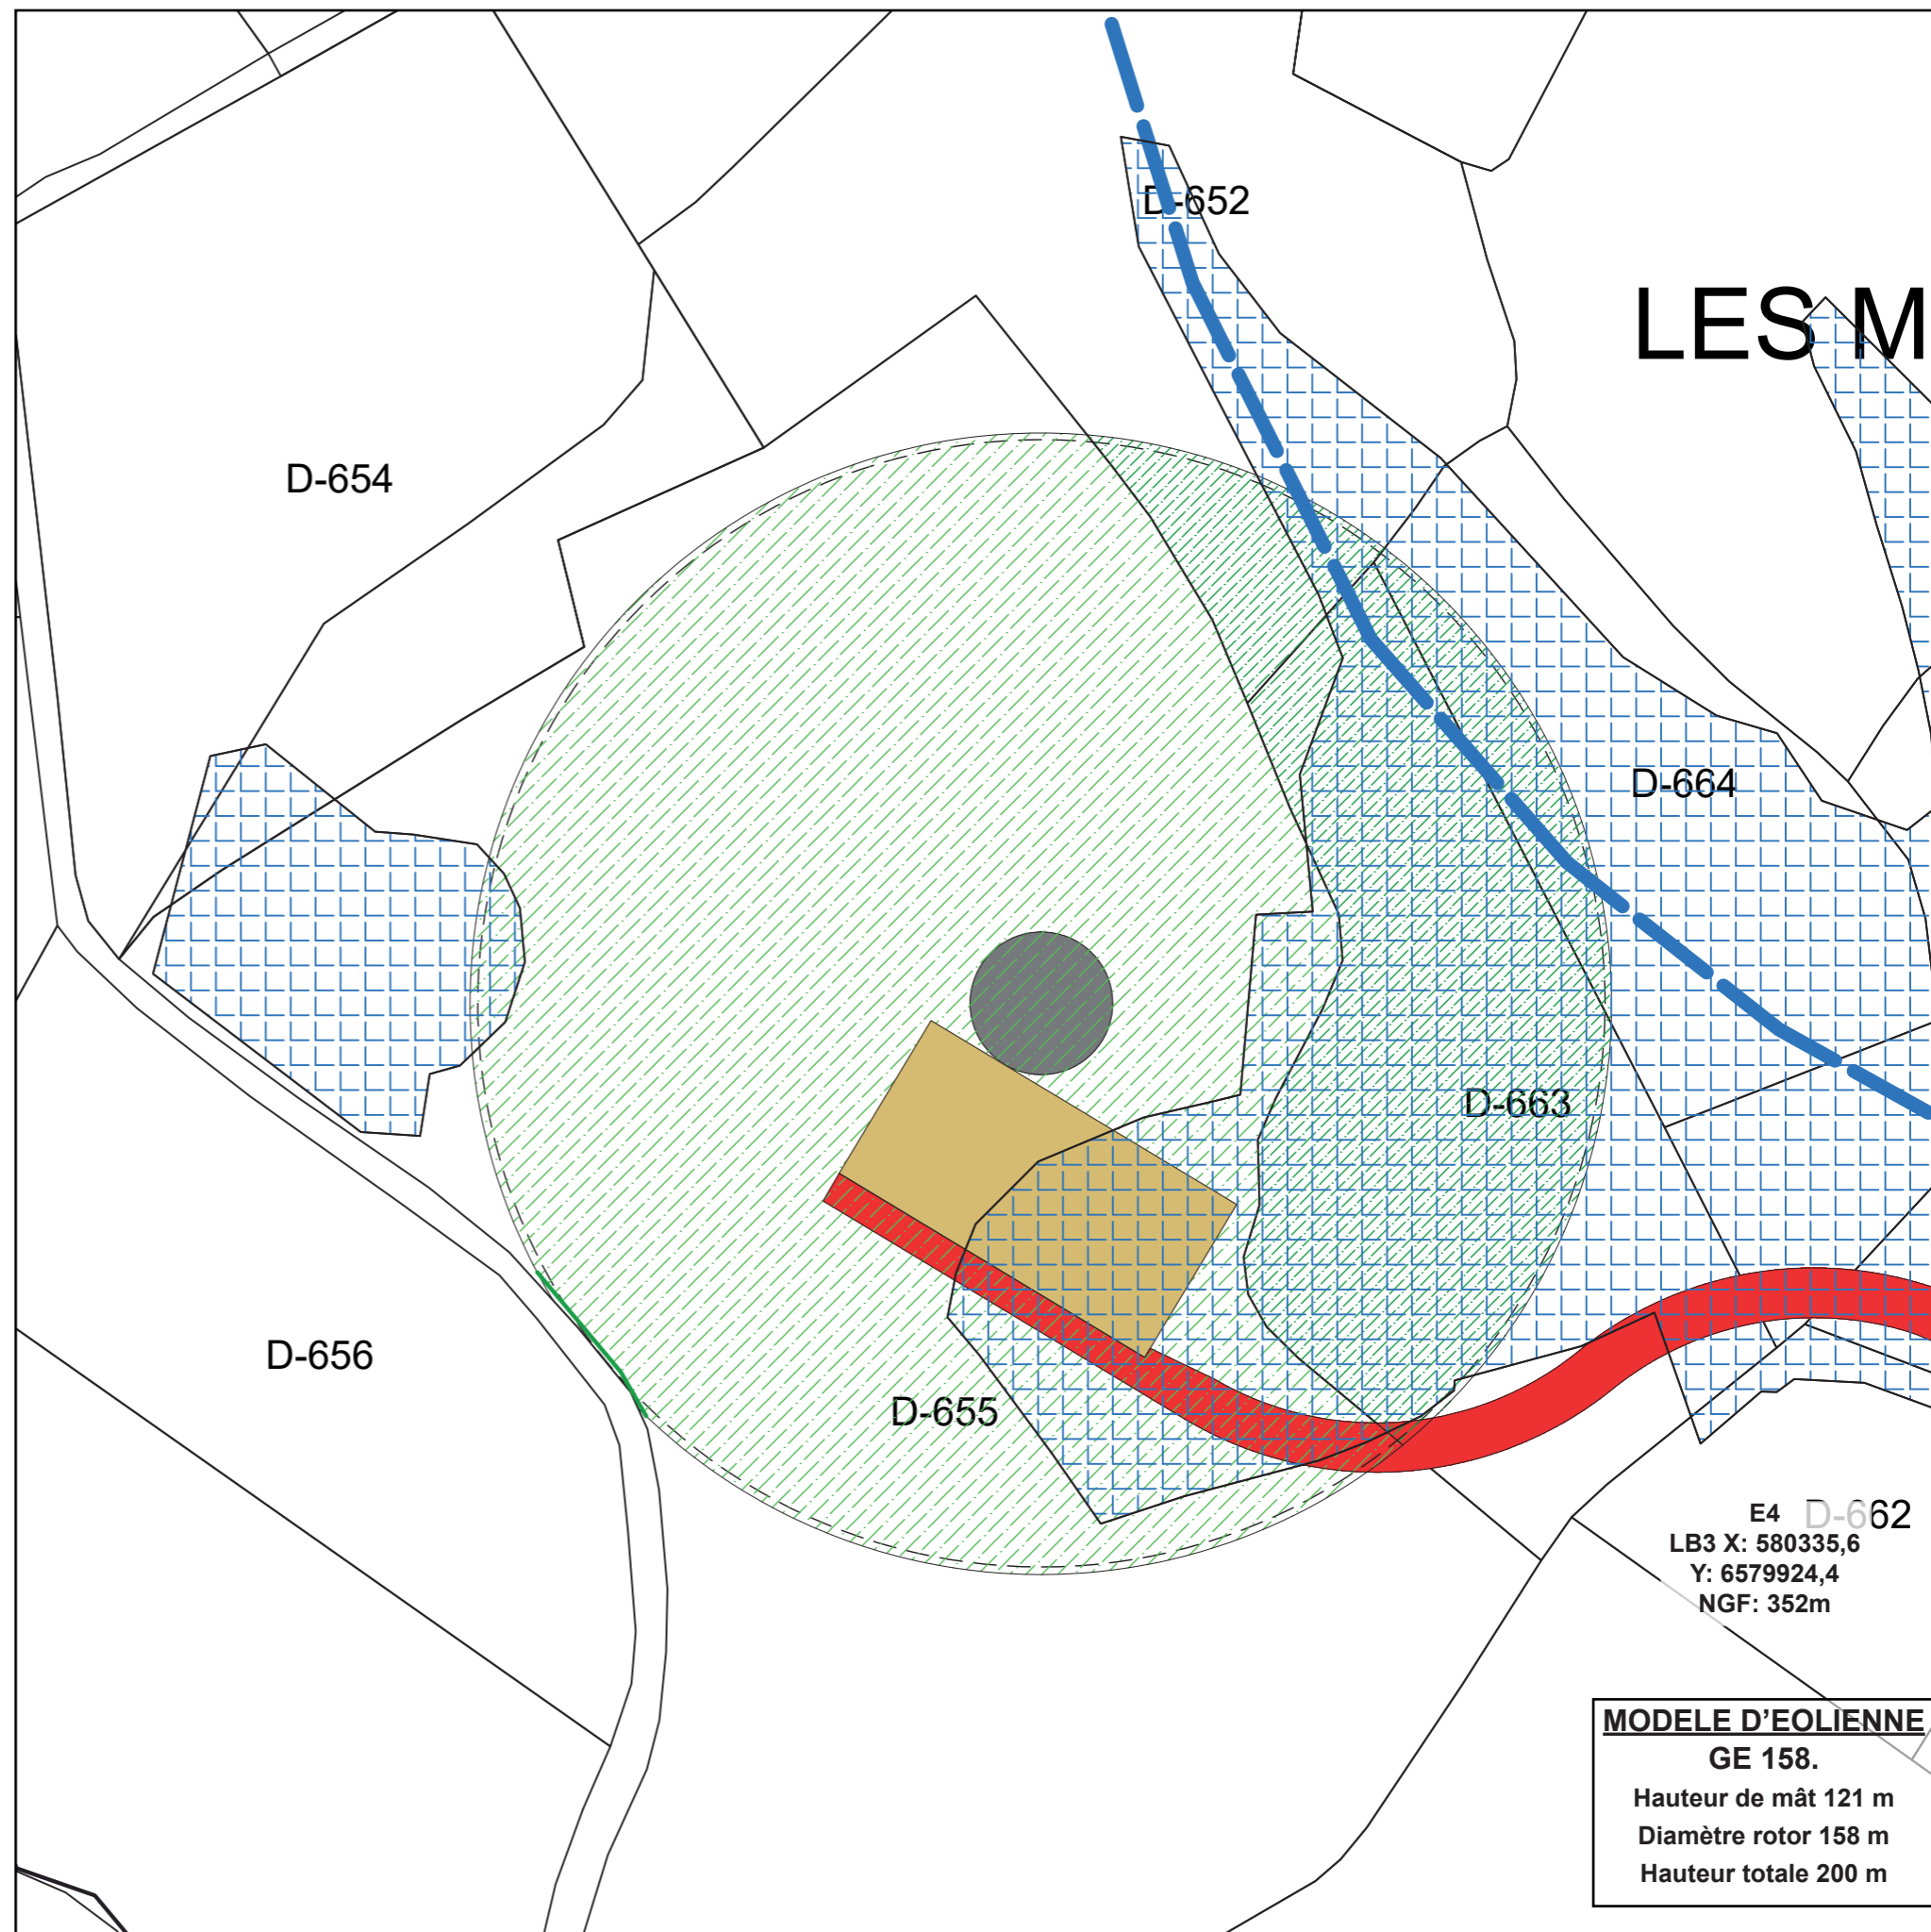 D-652
LES M
D-654
D-664
D-663
D-656
D-655
D-662
E4
LB3 X: 580335,6
Y: 6579924,4
NGF: 352m
MODELE D'EOLIENNE
GE 158.
Hauteur de mât 121 m
Diamètre rotor 158 m
Hauteur totale 200 m